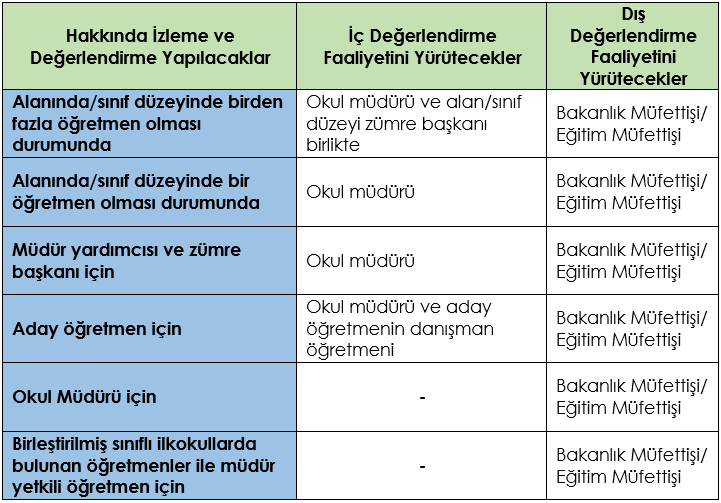 Hakkında İzleme ve
Değerlendirme Yapılacaklar
İç Değerlendirme
Faaliyetini Yürütecekler
Dış
Değerlendirme
Faaliyetini
Yürütecekler
Alanında/sınıf düzeyinde birden
fazla öğretmen olması
durumunda
Okul müdürü ve alan/sınıf
düzeyi zümre başkanı
birlikte
Bakanlık Müfettişi/
Eğitim Müfettişi
Alanında/sınıf düzeyinde bir
öğretmen olması durumunda
Okul müdürü
Bakanlık Müfettişi/
Eğitim Müfettişi
Müdür yardımcısı ve zümre
başkanı için
Okul müdürü
Bakanlık Müfettişi/
Eğitim Müfettişi
Aday öğretmen için
Okul müdürü ve aday
öğretmenin danışman
öğretmeni
Bakanlık Müfettişi/
Eğitim Müfettişi
Okul Müdürü için
-
Bakanlık Müfettişi/
Eğitim Müfettişi
Birleştirilmiş sınıflı ilkokullarda
bulunan öğretmenler ile müdür
yetkili öğretmen için
-
Bakanlık Müfettişi/
Eğitim Müfettişi